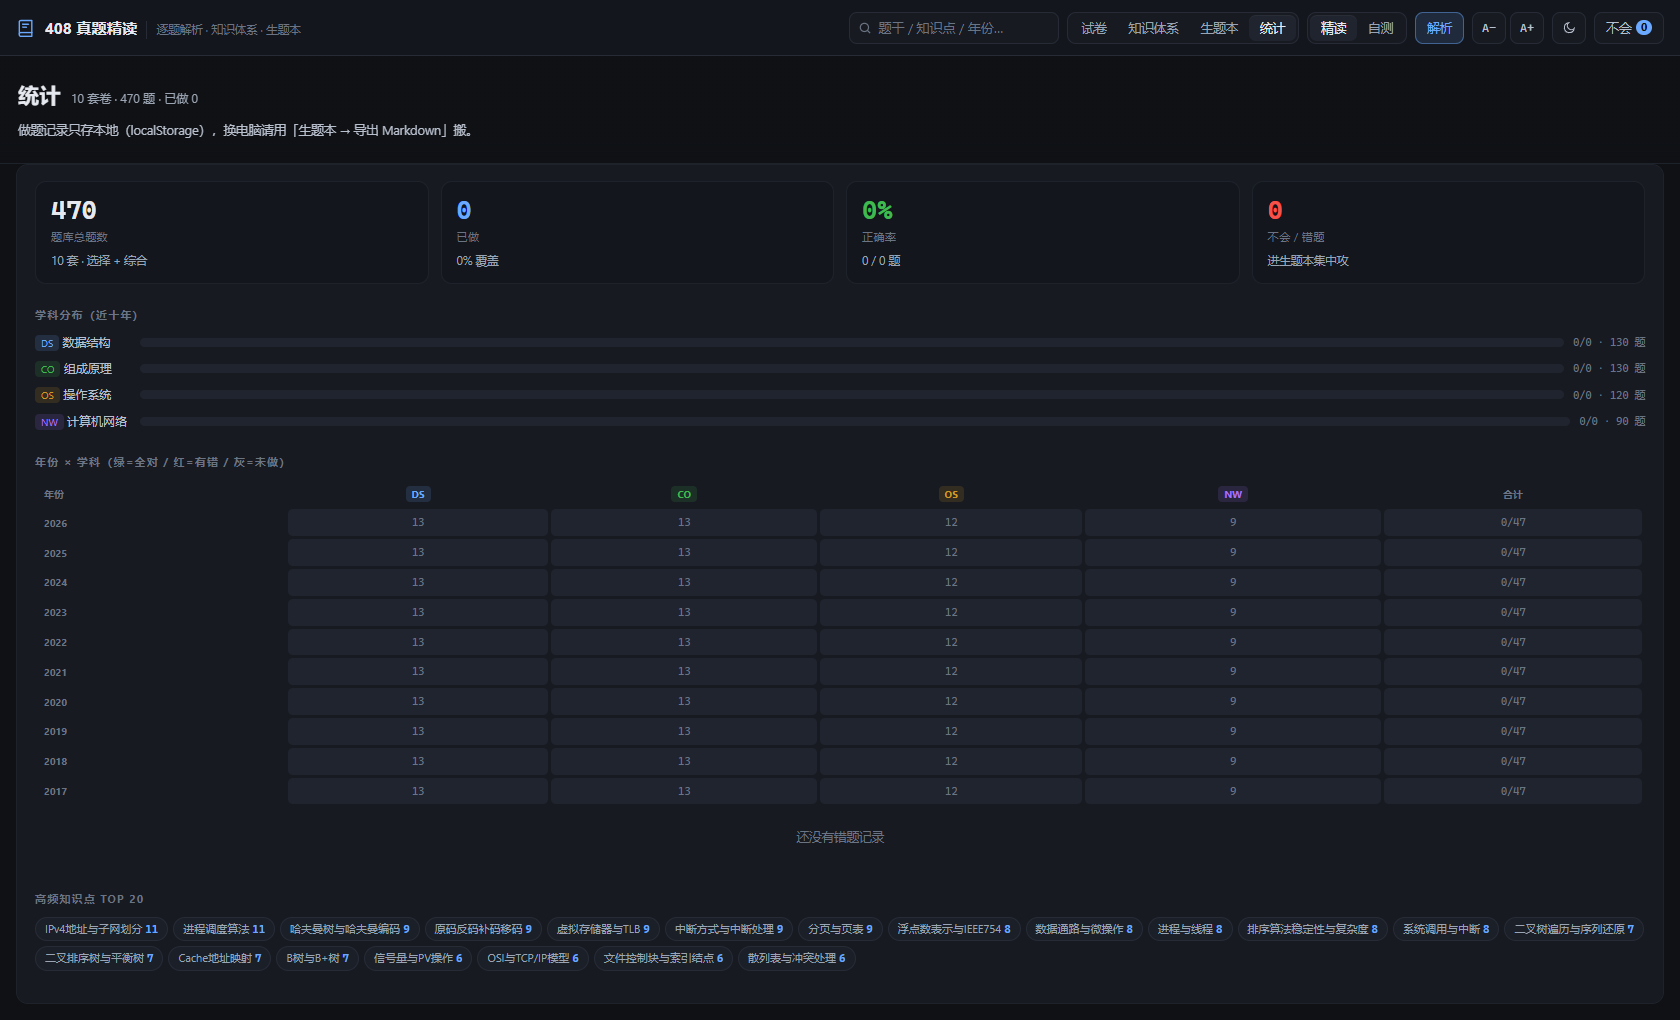 408 真题精读 逐题解析 · 知识体系 · 生题本 题干 / 知识点 / 年份... 试卷 知识体系 生题本 统计 精读 自测 解析 A− A+ 不会 0
统计 10 套卷 · 470 题 · 已做 0
做题记录只存本地（localStorage），换电脑请用「生题本 → 导出 Markdown」搬。
470 0 0% 0
题库总题数 已做 正确率 不会 / 错题
10 套 · 选择 + 综合 0% 覆盖 0 / 0 题 进生题本集中攻
学科分布（近十年）
DS 数据结构 0/0 · 130 题
CO 组成原理 0/0 · 130 题
OS 操作系统 0/0 · 120 题
NW 计算机网络 0/0 · 90 题
年份 × 学科（绿=全对 / 红=有错 / 灰=未做）
年份 DS CO OS NW 合计
2026 13 13 12 9 0/47
2025 13 13 12 9 0/47
2024 13 13 12 9 0/47
2023 13 13 12 9 0/47
2022 13 13 12 9 0/47
2021 13 13 12 9 0/47
2020 13 13 12 9 0/47
2019 13 13 12 9 0/47
2018 13 13 12 9 0/47
2017 13 13 12 9 0/47
还没有错题记录
高频知识点 TOP 20
IPv4地址与子网划分 11 进程调度算法 11 哈夫曼树与哈夫曼编码 9 原码反码补码移码 9 虚拟存储器与TLB 9 中断方式与中断处理 9 分页与页表 9 浮点数表示与IEEE754 8 数据通路与微操作 8 进程与线程 8 排序算法稳定性与复杂度 8 系统调用与中断 8 二叉树遍历与序列还原 7
二叉排序树与平衡树 7 Cache地址映射 7 B树与B+树 7 信号量与PV操作 6 OSI与TCP/IP模型 6 文件控制块与索引结点 6 散列表与冲突处理 6